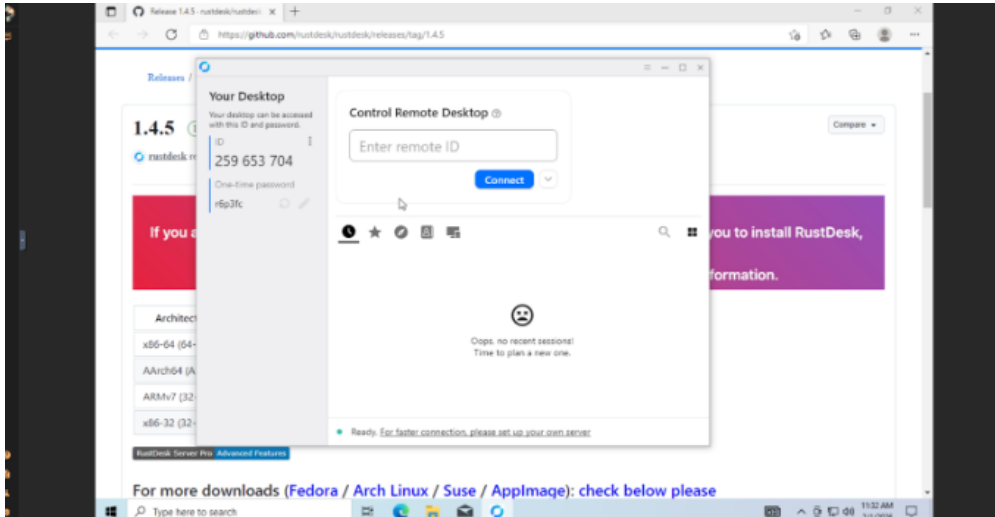 Release 1.4.5 · rustdesk/rustdesk
https://github.com/rustdesk/rustdesk/releases/tag/1.4.5
Releases /
1.4.5
Compare
rustdesk
If you
you to install RustDesk,
formation.
Architect
x86-64 (64-
AArch64 (A
ARMv7 (32-
x86-32 (32-
RustDesk Server Pro Advanced Features
For more downloads (Fedora / Arch Linux / Suse / AppImage): check below please
Your Desktop
Your desktop can be accessed
with this ID and password.
ID
259 653 704
One-time password
r6p3fc
Control Remote Desktop
Enter remote ID
Connect
Oops, no recent sessions!
Time to plan a new one.
Ready. For faster connection, please set up your own server
Type here to search
11:32 AM